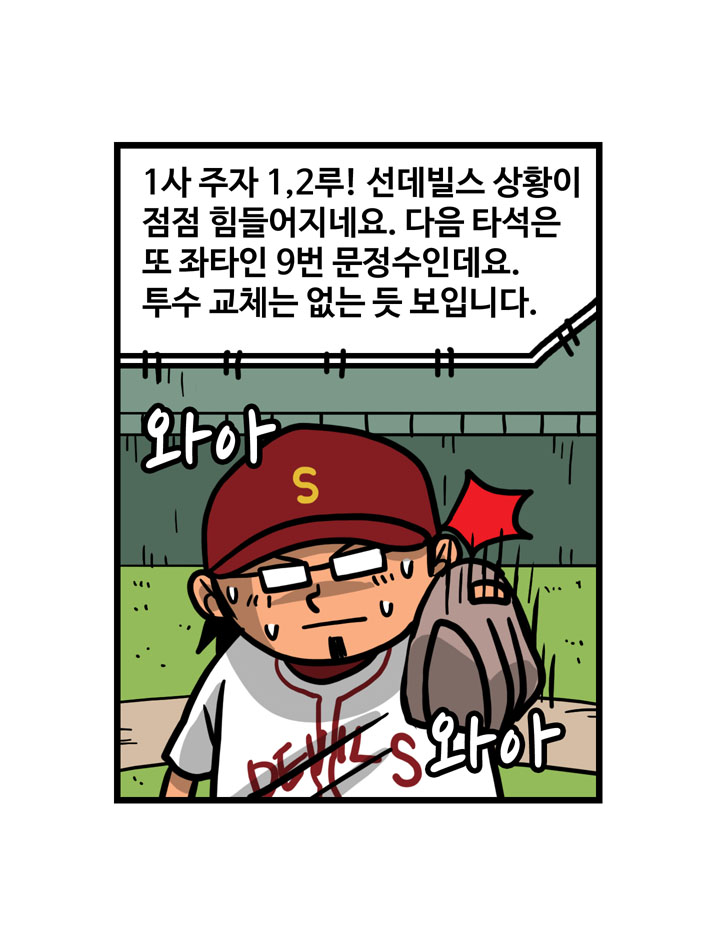 1사 주자 1,2루! 선데빌스 상황이
점점 힘들어지네요. 다음 타석은
또 좌타인 9번 문정수인데요.
투수 교체는 없는 듯 보입니다.
와아
S
DEVILS
와아